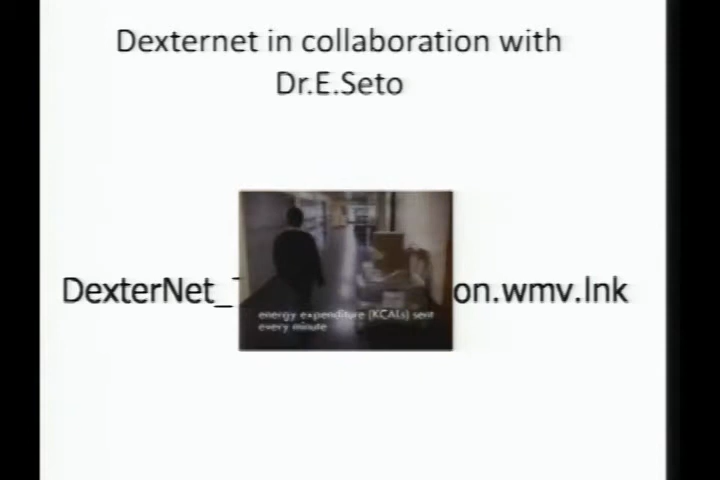 Dexternet in collaboration with
Dr.E.Seto
DexterNet_
on.wmv.lnk
energy expenditure (KCALs) sent
every minute